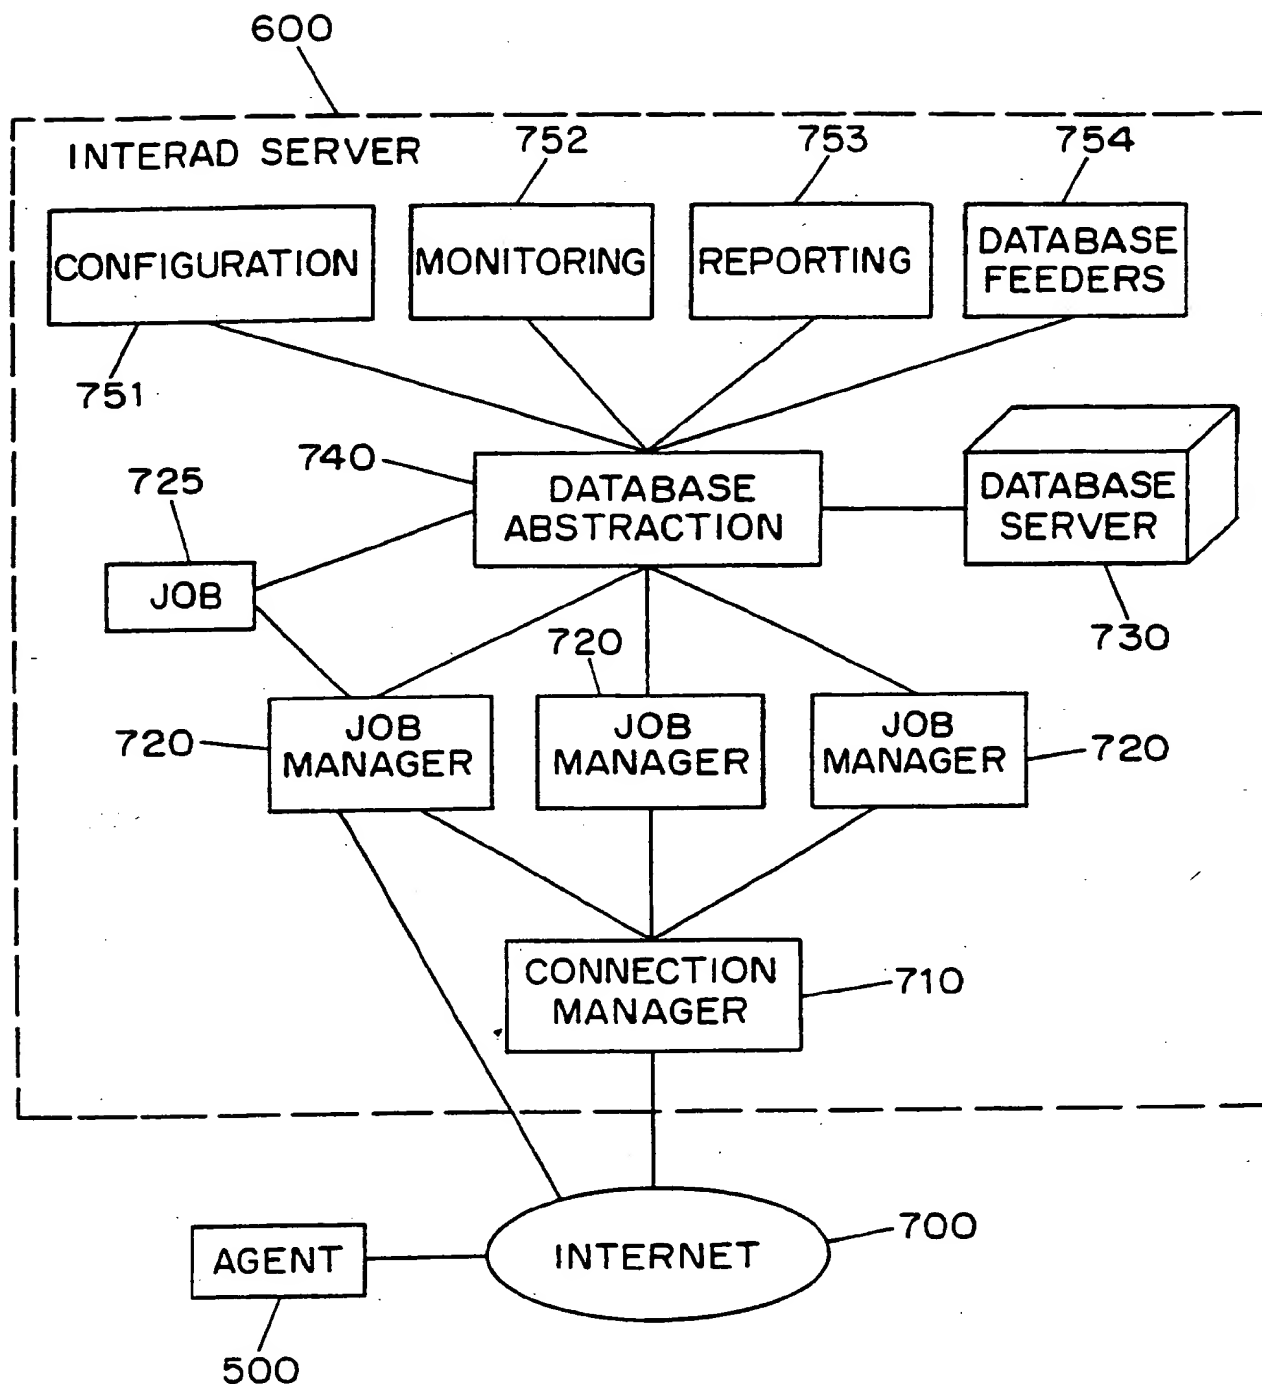 600
INTERAD SERVER
752
753
754
CONFIGURATION
MONITORING
REPORTING
DATABASE
FEEDERS
751
740
725
DATABASE
ABSTRACTION
DATABASE
SERVER
JOB
730
720
720
JOB
MANAGER
JOB
MANAGER
JOB
MANAGER
720
CONNECTION
MANAGER
710
700
AGENT
INTERNET
500